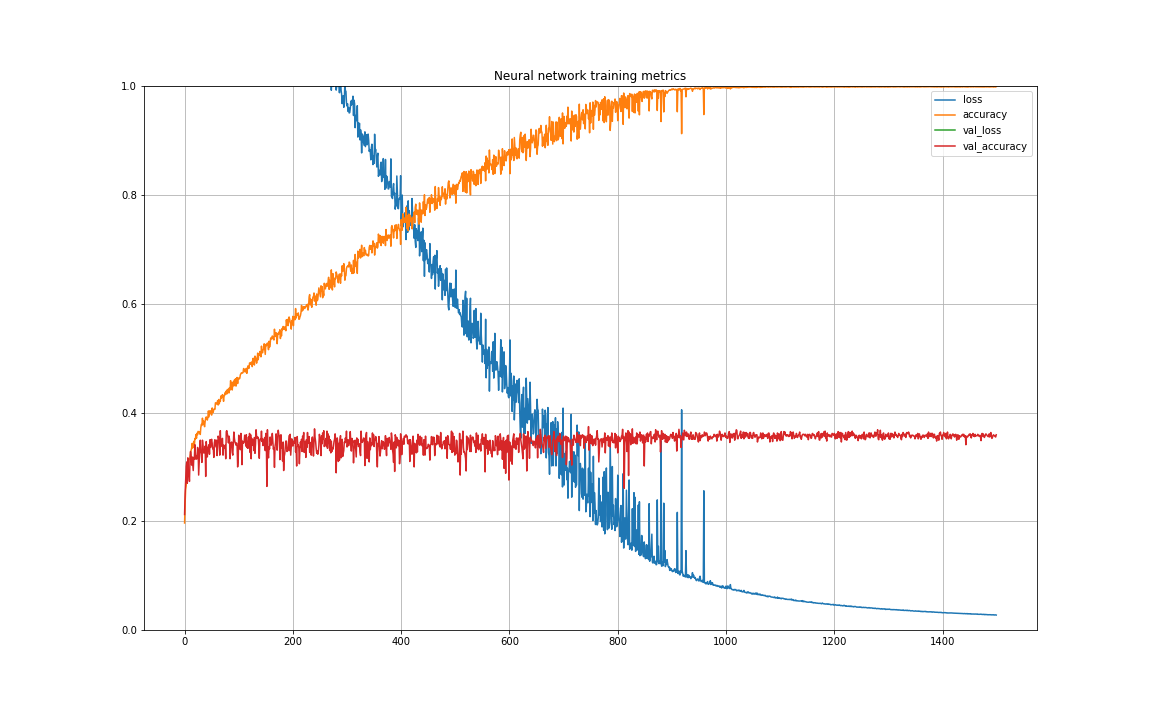 Neural network training metrics
1.0
0.8
0.6
0.4
0.2
0.0
0 200 400 600 800 1000 1200 1400
loss
accuracy
val_loss
val_accuracy